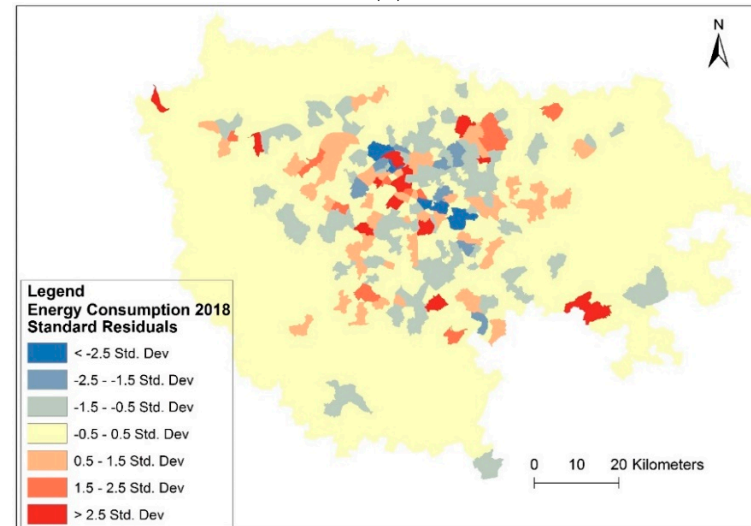 N
Legend
Energy Consumption 2018
Standard Residuals
< -2.5 Std. Dev
-2.5 - -1.5 Std. Dev
-1.5 - -0.5 Std. Dev
-0.5 - 0.5 Std. Dev
0.5 - 1.5 Std. Dev
1.5 - 2.5 Std. Dev
> 2.5 Std. Dev
0 10 20 Kilometers